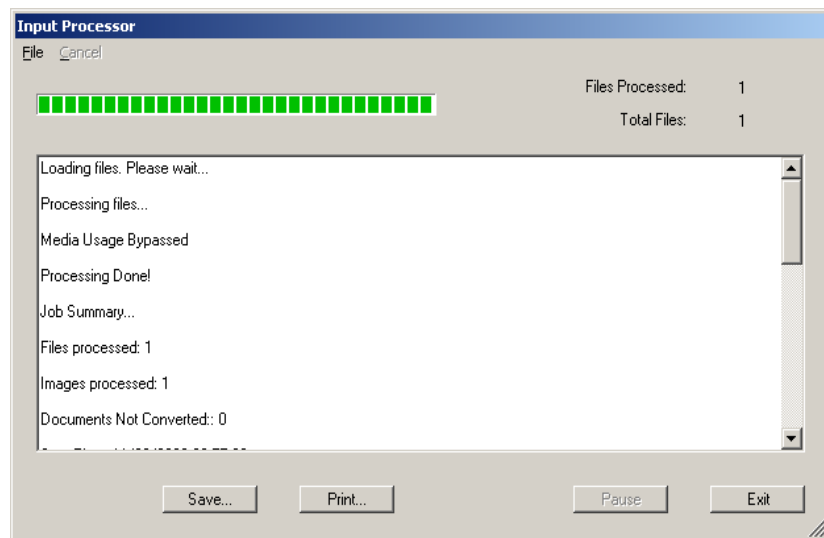 Input Processor
File Cancel
Files Processed: 1
Total Files: 1
Loading files. Please wait...
Processing files...
Media Usage Bypassed
Processing Done!
Job Summary...
Files processed: 1
Images processed: 1
Documents Not Converted:: 0
Save... Print... Pause Exit